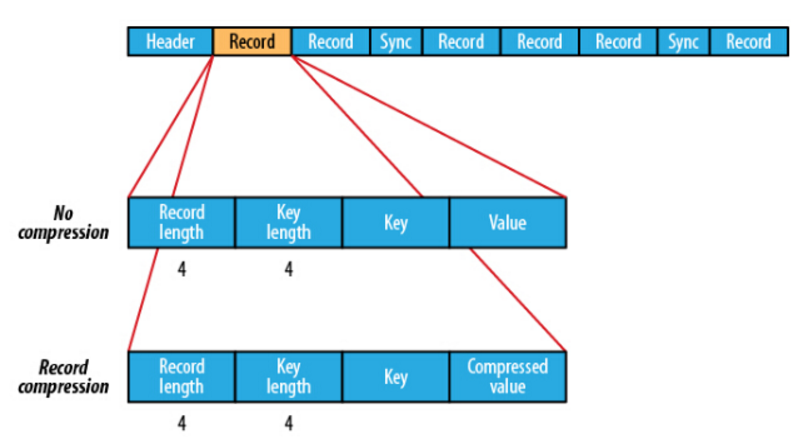 Header Record Record Sync Record Record Record Sync Record
No
compression
Record
length
Key
length
Key
Value
4 4
Record
compression
Record
length
Key
length
Key
Compressed
value
4 4